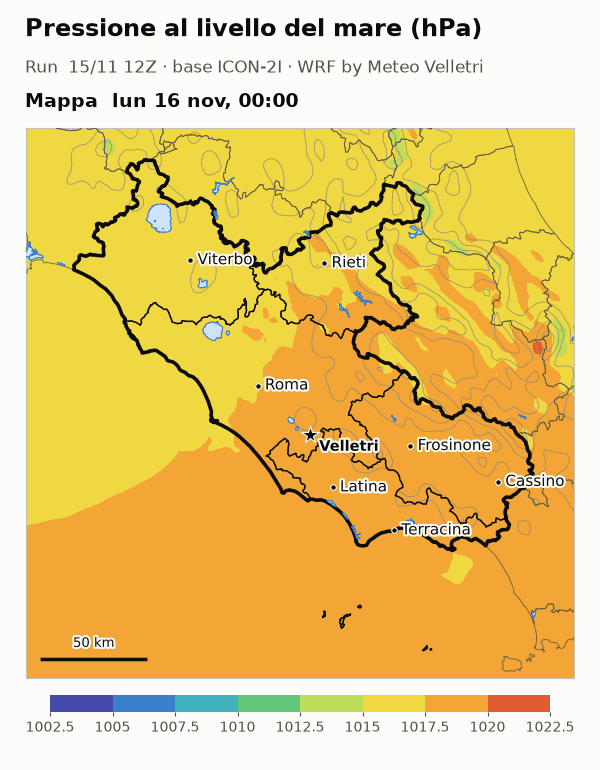 Pressione al livello del mare (hPa)
Run  15/11 12Z · base ICON-2I · WRF by Meteo Velletri
Mappa  lun 16 nov, 00:00
Viterbo
Rieti
Roma
Velletri
Frosinone
Latina
Cassino
Terracina
50 km
1002.5 1005 1007.5 1010 1012.5 1015 1017.5 1020 1022.5